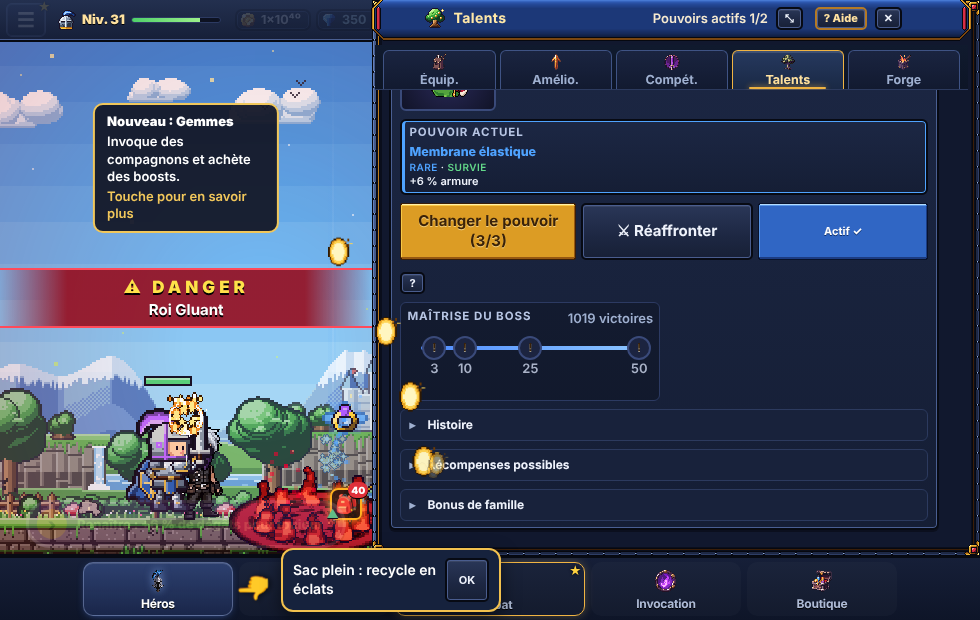 Niv. 31
1×10⁴⁰
350
Talents
Pouvoirs actifs 1/2
? Aide
Équip.
Amélio.
Compét.
Talents
Forge
Nouveau : Gemmes
Invoque des
compagnons et achète
des boosts.
Touche pour en savoir
plus
POUVOIR ACTUEL
Membrane élastique
RARE · SURVIE
+6 % armure
Changer le pouvoir
(3/3)
⚔ Réaffronter
Actif ✓
?
⚠ DANGER
Roi Gluant
MAÎTRISE DU BOSS
1019 victoires
3
10
25
50
Histoire
écompenses possibles
Bonus de famille
40
Sac plein : recycle en
éclats
OK
Héros
Invocation
Boutique